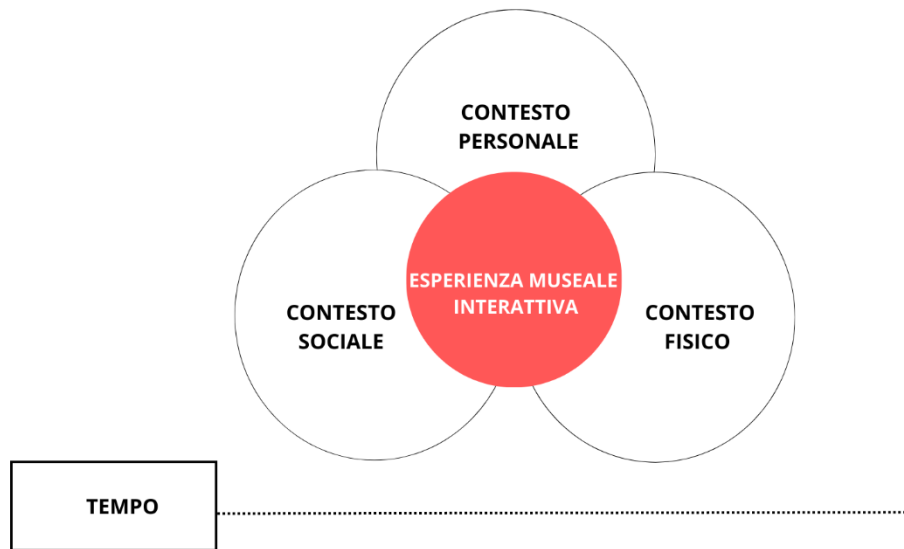 CONTESTO
PERSONALE
ESPERIENZA MUSEALE
INTERATTIVA
CONTESTO
SOCIALE
CONTESTO
FISICO
TEMPO